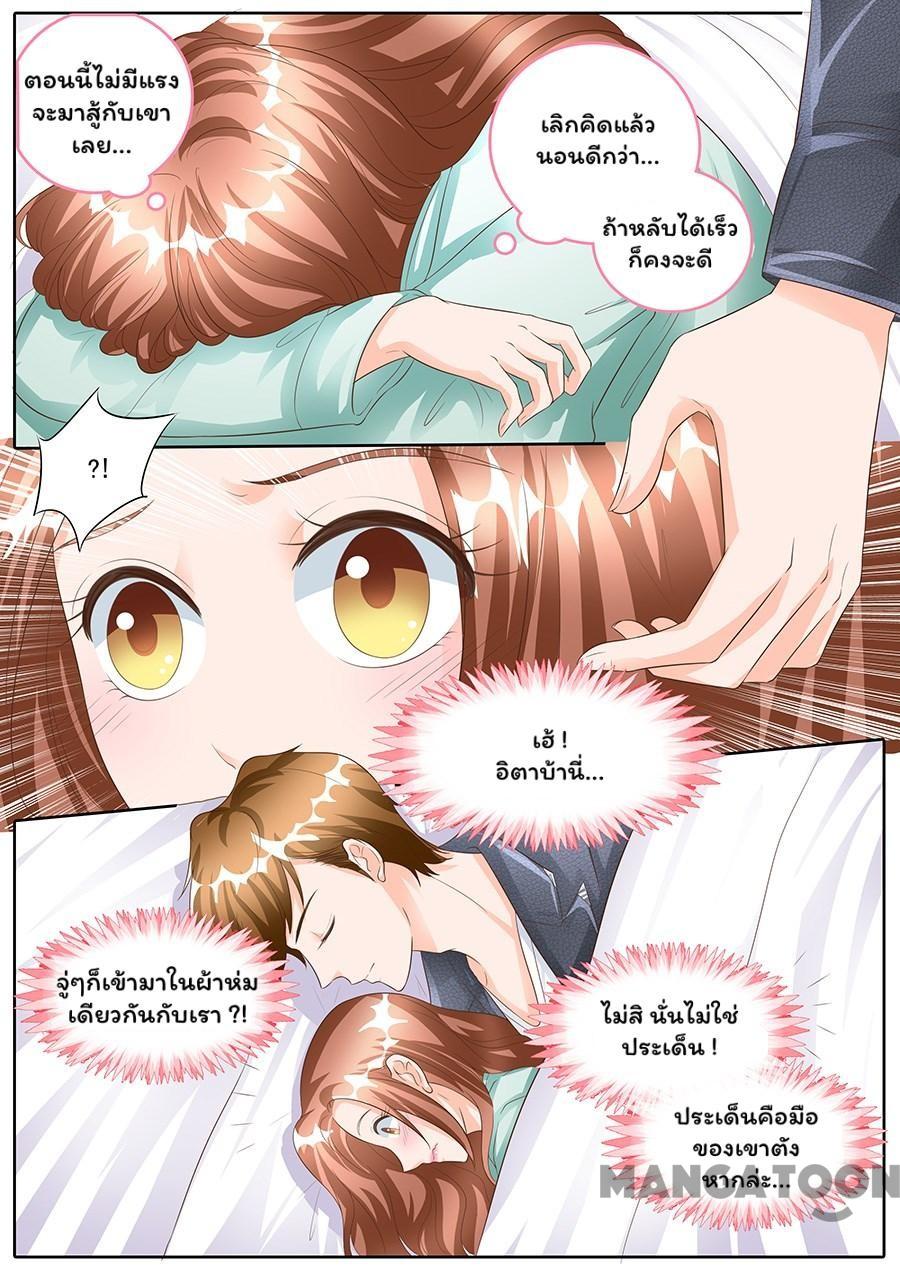 ตอนนี้ไม่มีแรง
จะมาสู้กับเขา
เลย...
เลิกคิดแล้ว
นอนดีกว่า...
ถ้าหลับได้เร็ว
ก็คงจะดี
?!
เฮ้ !
อิตาบ้านี่...
จู่ๆก็เข้ามาในผ้าห่ม
เดียวกันกับเรา ?!
ไม่สิ นั่นไม่ใช่
ประเด็น !
ประเด็นคือมือ
ของเขาตัง
หากล่ะ...
MANGATOON